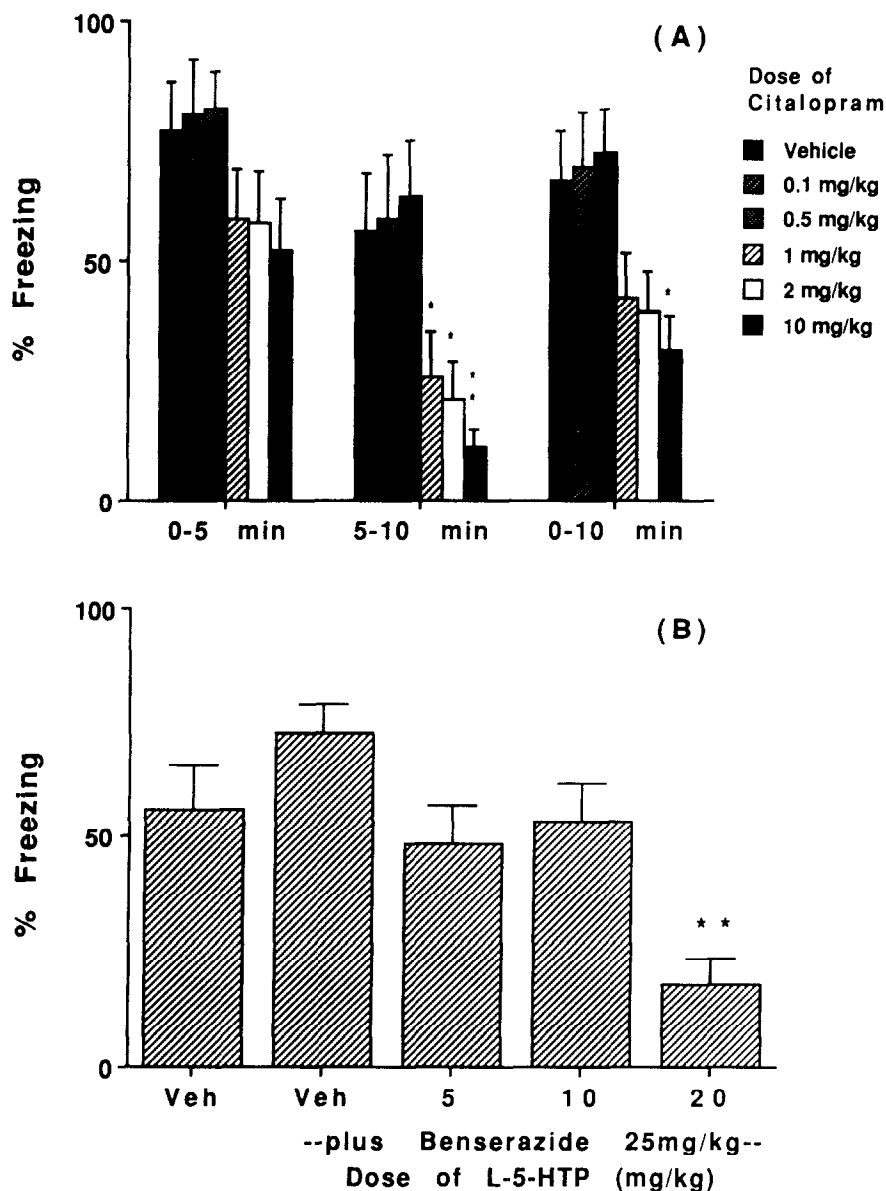 100
(A)
Dose of
Citalopram
Vehicle
0.1 mg/kg
0.5 mg/kg
1 mg/kg
2 mg/kg
10 mg/kg
% Freezing
50
* * * * *
0
0-5 min 5-10 min 0-10 min
100
(B)
% Freezing
50
* *
0
Veh Veh 5 10 20
--plus Benserazide 25mg/kg--
Dose of L-5-HTP (mg/kg)